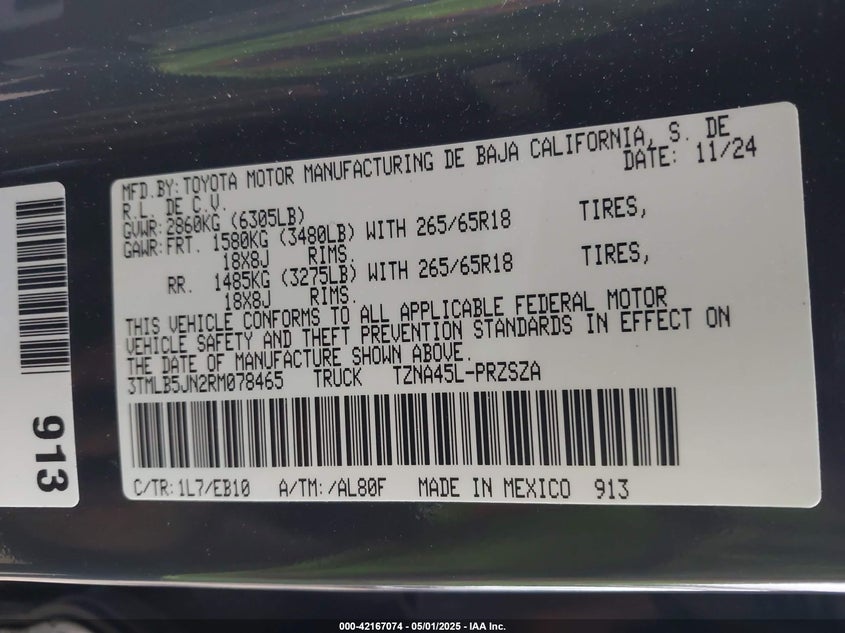 MFD.BY:TOYOTA MOTOR MANUFACTURING DE BAJA CALIFORNIA, S. DE
R.L. DE C.V. DATE: 11/24
GVWR:2860KG (6305LB)
GAWR:FRT. 1580KG (3480LB) WITH 265/65R18 TIRES,
18X8J RIMS.
RR. 1485KG (3275LB) WITH 265/65R18 TIRES,
18X8J RIMS.
THIS VEHICLE CONFORMS TO ALL APPLICABLE FEDERAL MOTOR
VEHICLE SAFETY AND THEFT PREVENTION STANDARDS IN EFFECT ON
THE DATE OF MANUFACTURE SHOWN ABOVE.
3TMLB5JN2RM078465 TRUCK TZNA45L-PRZSZA
C/TR:1L7/EB10 A/TM:/AL80F MADE IN MEXICO 913
913
000-42167074 / 05/01/2025 - IAA Inc.